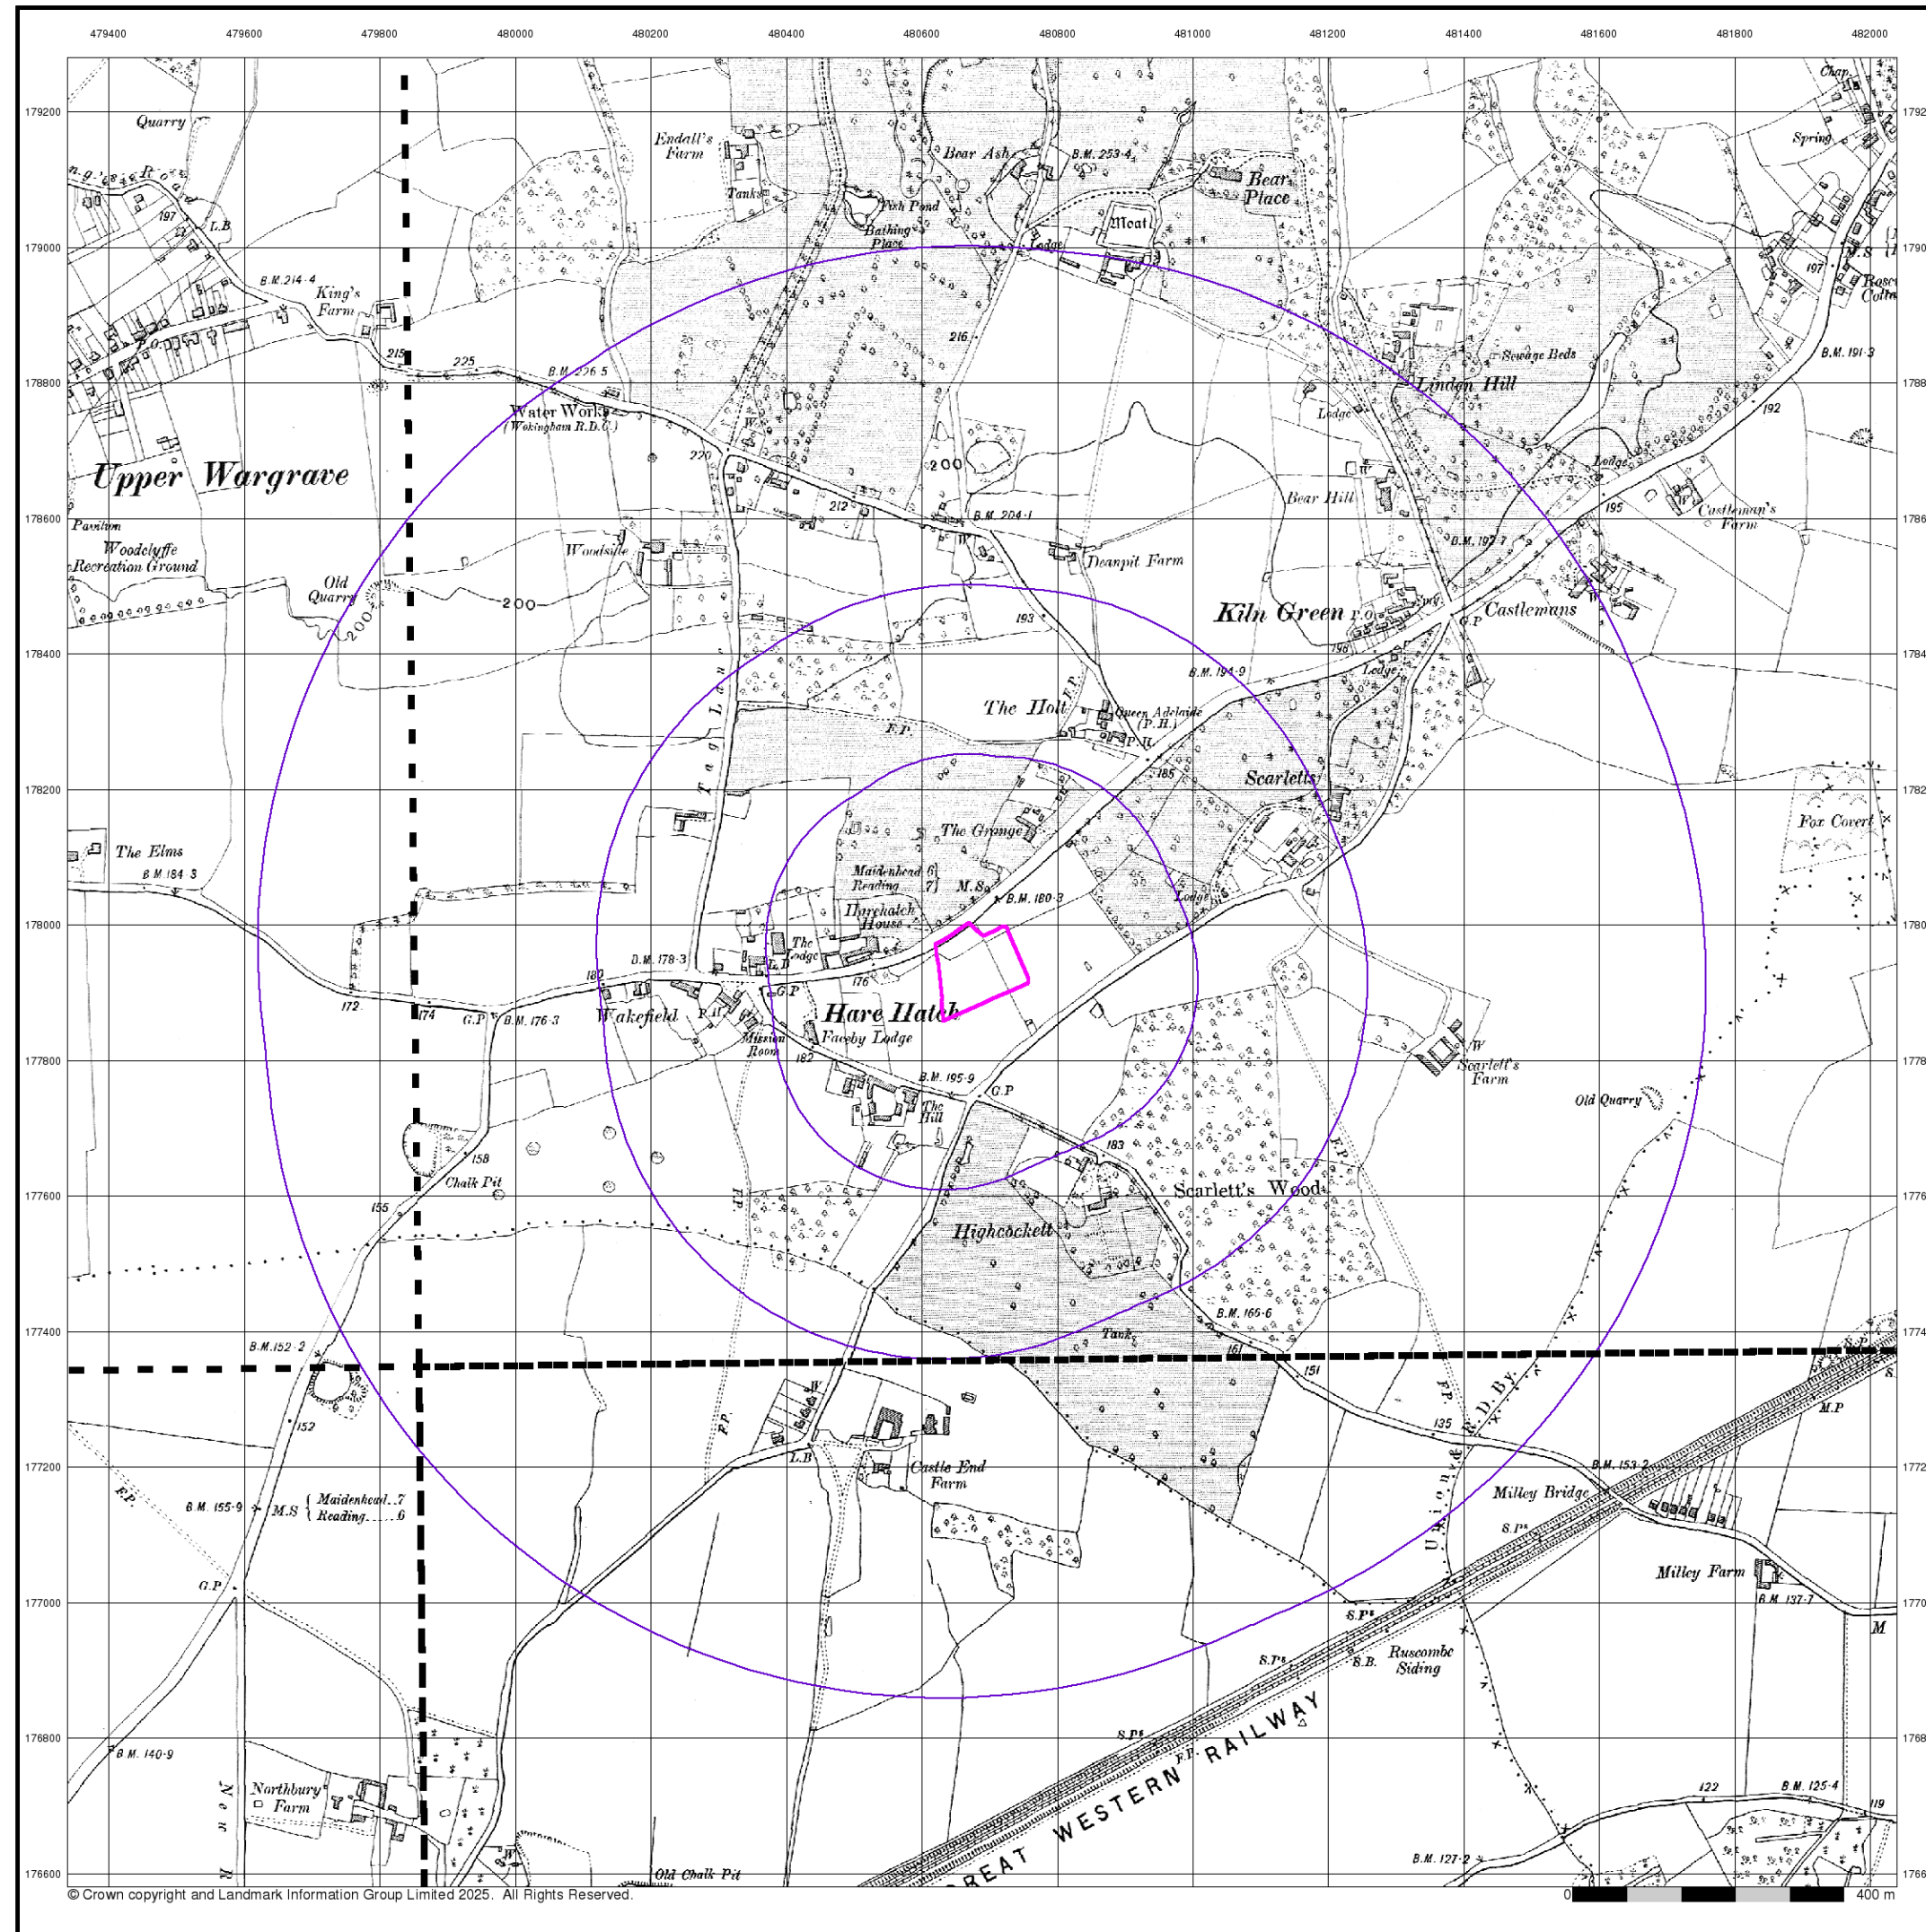 479400 479600 479800 480000 480200 480400 480600 480800 481000 481200 481400 481600 481800 482000
179200
Quarry
Endall's
Farm
Tanks
Bear Ash
B.M. 253·4
Bear
Place
Chap.
Spring
197
L.B
Fish Pond
Bathing
Place
Moat
Lodge
179000
B.M. 214·4
King's
Farm
P.O.
215
225
B.M. 226·5
216
Sewage Beds
Linden Hill
Lodge
197
M.S
B.M. 191·3
192
178800
Water Works
(Wokingham R.D.C.)
W
220
Upper Wargrave
200
212
B.M. 204·1
W
Bear Hill
W
Lodge
195
W
Castleman's
Farm
B.M. 192·7
178600
Pavilion
Woodclyffe
Recreation Ground
Old
Quarry
200
200
Woodside
Deanpit Farm
193
Kiln Green
P.O.
Castlemans
W
G.P
198
Lodge
178400
B.M. 194·9
Tag Lane
F.P.
The Holt
F.P.
Queen Adelaide
(P.H.)
P.H.
185
Scarletts
178200
The Grange
Fox Covert
The Elms
B.M. 184·3
Maidenhead 6
Reading 7
M.S.
B.M. 180·3
Lodge
Harehatch
House
178000
The
Lodge
L.B
B.M. 178·3
180
176
G.P
172
174
G.P
B.M. 176·3
Wakefield
P.H.
Hare Hatch
Faceby Lodge
Mission
Room
182
177800
B.M. 195·9
G.P
The
Hill
W
Scarlett's
Farm
Old Quarry
158
Chalk Pit
155
183
F.P.
F.P.
177600
Scarlett's Wood
Highcockett
177400
B.M. 152·2
152
Tank
B.M. 166·6
161
151
F.P.
Union & R.D. By.
135
M.P
W
F.P.
177200
L.B
Castle End
Farm
F.P.
B.M. 155·9
M.S
Maidenhead..7
Reading......6
B.M. 153·2
Milley Bridge
S.Ps
G.P
Milley Farm
B.M. 137·7
177000
S.Ps
M
S.Ps
S.B.
Ruscombe
Siding
176800
S.Ps
F.P.
B.M. 140·9
GREAT WESTERN RAILWAY
Northbury
Farm
New R
W
122
B.M. 125·4
119
B.M. 127·2
176600
Old Chalk Pit
© Crown copyright and Landmark Information Group Limited 2025. All Rights Reserved.
0 400 m